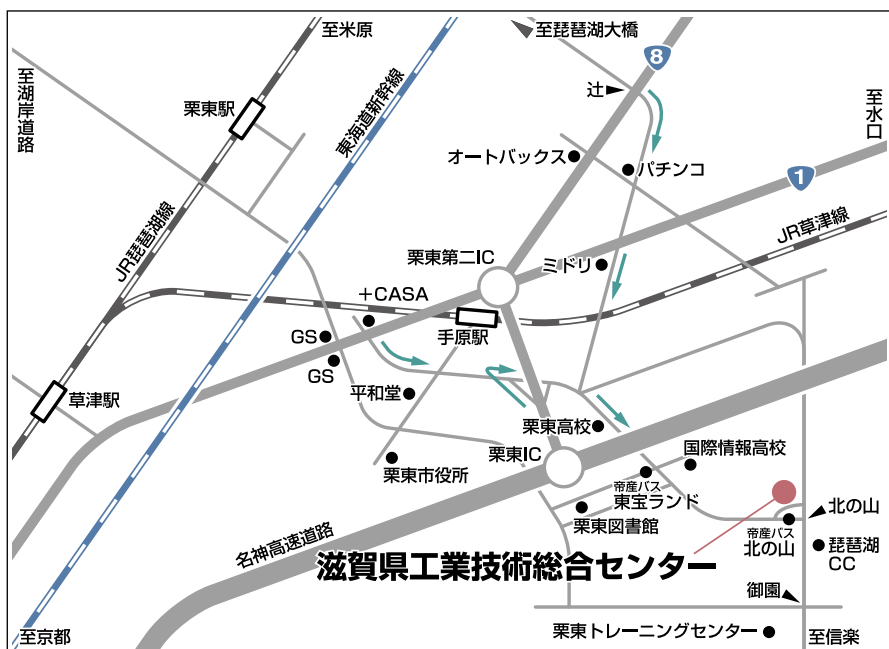 至米原
至琵琶湖大橋
8
至湖岸道路
栗東駅
東海道新幹線
辻
至水口
オートバックス
パチンコ
1
JR琵琶湖線
JR草津線
栗東第二IC
ミドリ
+CASA
GS
手原駅
GS
草津駅
平和堂
栗東高校
栗東市役所
栗東IC
国際情報高校
帝産バス
東宝ランド
栗東図書館
北の山
帝産バス
北の山
琵琶湖
CC
名神高速道路
滋賀県工業技術総合センター
御園
至京都
栗東トレーニングセンター
至信楽